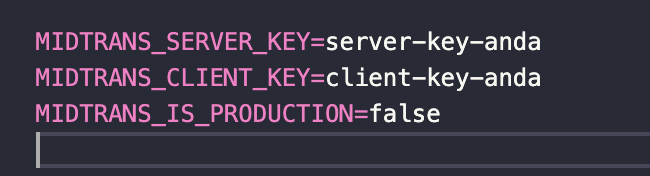 MIDTRANS_SERVER_KEY=server-key-anda
MIDTRANS_CLIENT_KEY=client-key-anda
MIDTRANS_IS_PRODUCTION=false